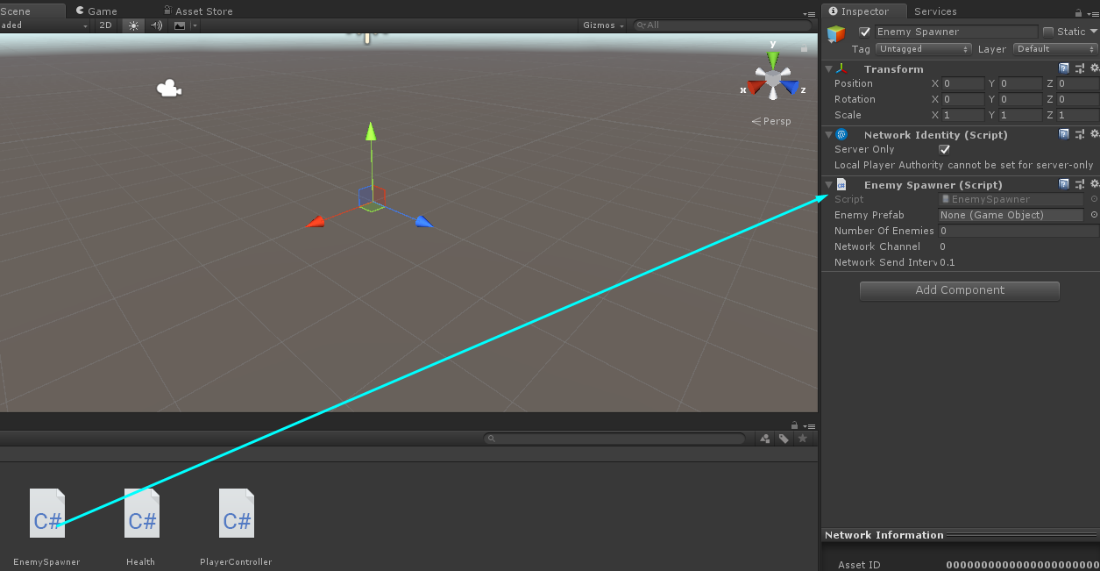 Scene Game Asset Store
aded 2D Gizmos All
y
x z
Persp
Inspector Services
Enemy Spawner Static
Tag Untagged Layer Default
Transform
Position X 0 Y 0 Z 0
Rotation X 0 Y 0 Z 0
Scale X 1 Y 1 Z 1
Network Identity (Script)
Server Only
Local Player Authority cannot be set for server-only
C# Enemy Spawner (Script)
Script EnemySpawner
Enemy Prefab None (Game Object)
Number Of Enemies 0
Network Channel 0
Network Send Interv 0.1
Add Component
C# C# C#
EnemySpawner Health PlayerController
Network Information
Asset ID 0000000000000000000000